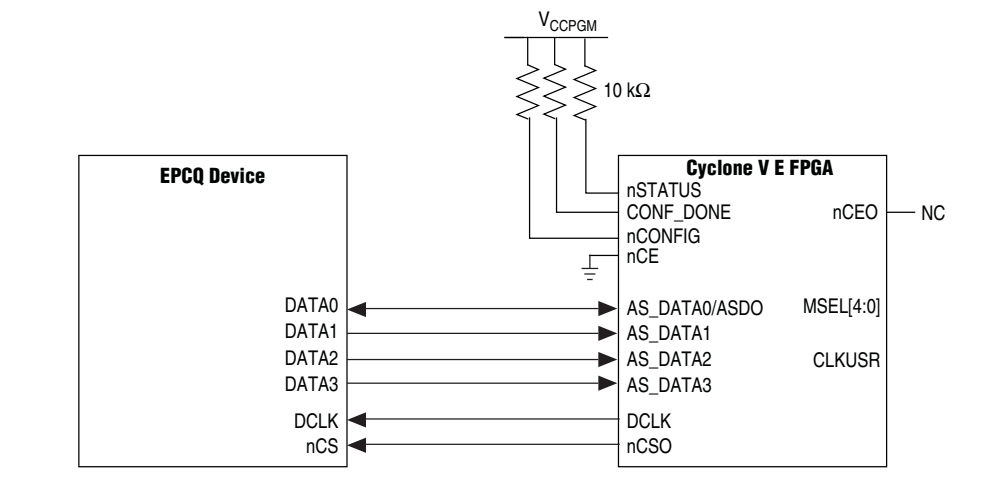 VCCPGM
10 kΩ
EPCQ Device
Cyclone V E FPGA
nSTATUS
CONF_DONE
nCONFIG
nCE
nCEO
NC
DATA0
DATA1
DATA2
DATA3
DCLK
nCS
AS_DATA0/ASDO
AS_DATA1
AS_DATA2
AS_DATA3
DCLK
nCSO
MSEL[4:0]
CLKUSR